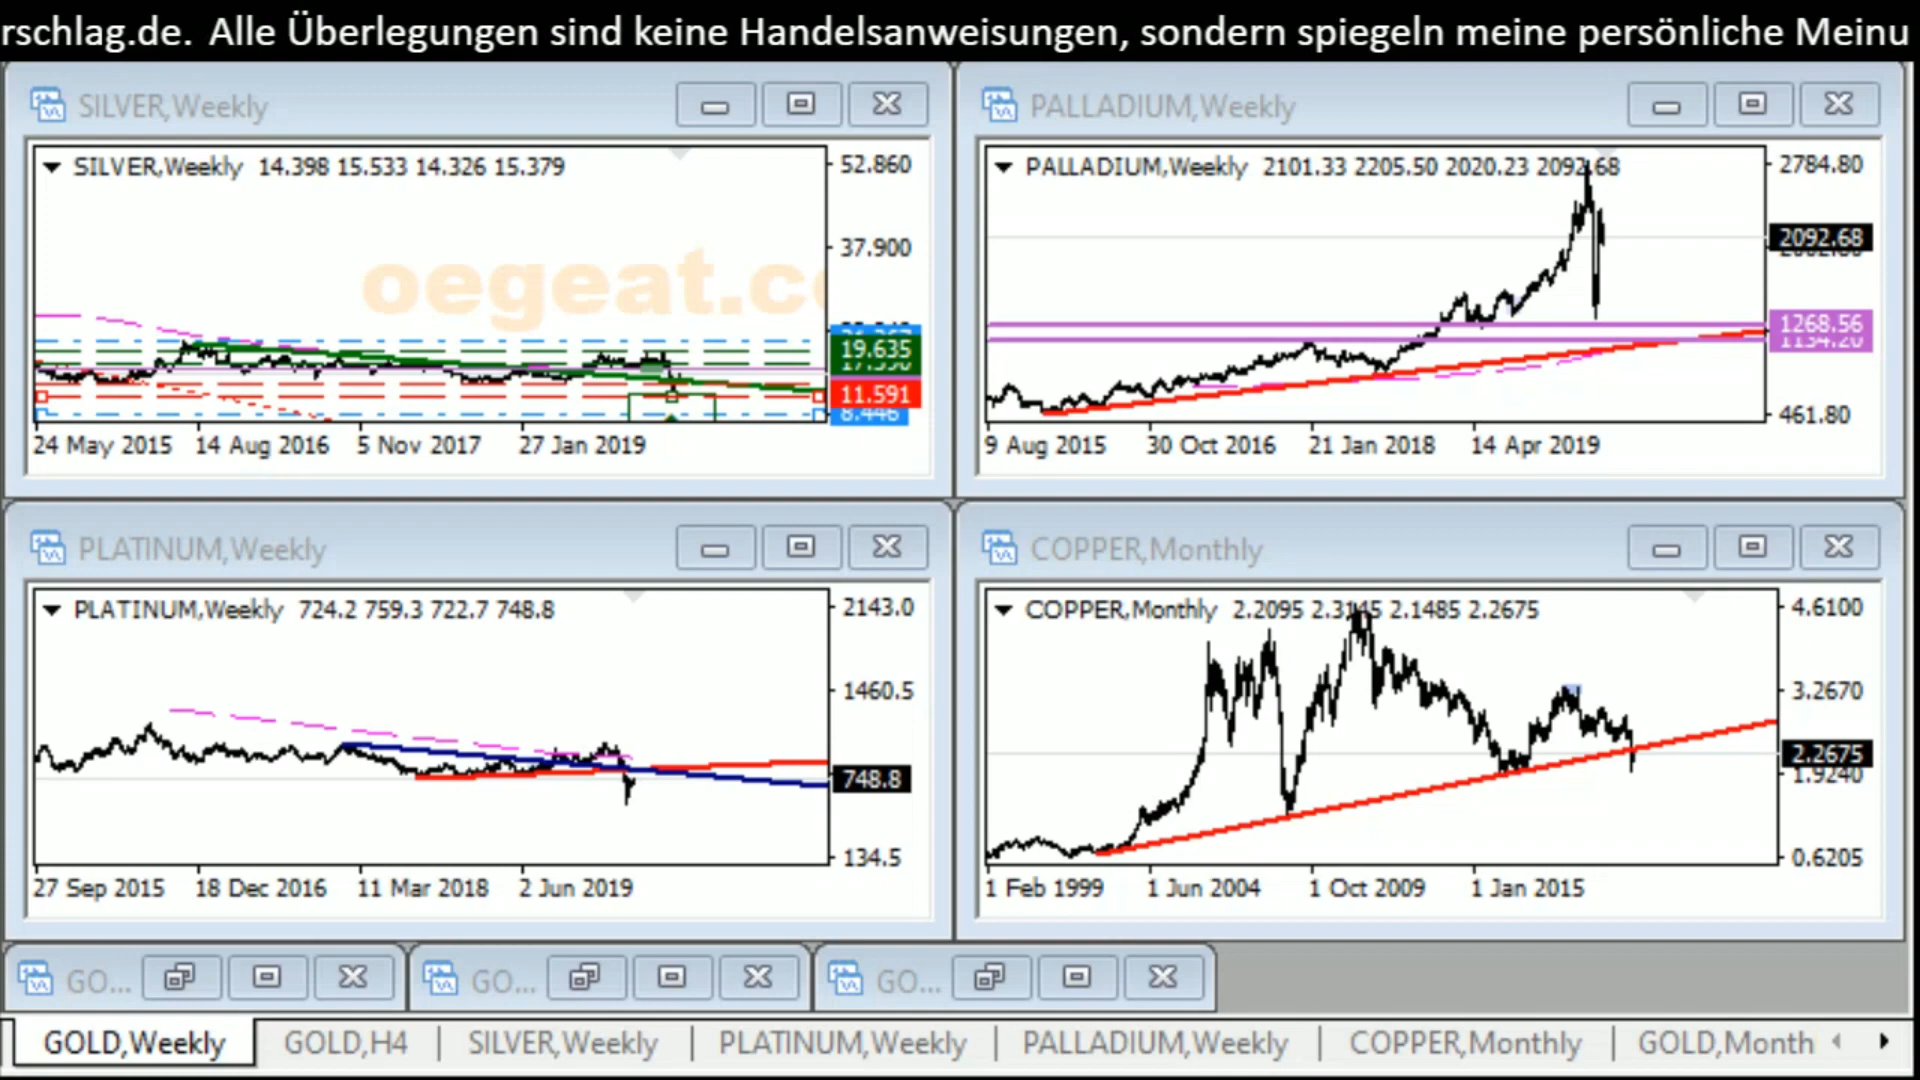 rschlag.de. Alle Überlegungen sind keine Handelsanweisungen, sondern spiegeln meine persönliche Meinu
SILVER,Weekly
SILVER,Weekly 14.398 15.533 14.326 15.379
52.860
37.900
oegeat.c
19.635
11.591
8.446
24 May 2015 14 Aug 2016 5 Nov 2017 27 Jan 2019
PALLADIUM,Weekly
PALLADIUM,Weekly 2101.33 2205.50 2020.23 2092.68
2784.80
2092.68
1268.56
461.80
9 Aug 2015 30 Oct 2016 21 Jan 2018 14 Apr 2019
PLATINUM,Weekly
PLATINUM,Weekly 724.2 759.3 722.7 748.8
2143.0
1460.5
748.8
134.5
27 Sep 2015 18 Dec 2016 11 Mar 2018 2 Jun 2019
COPPER,Monthly
COPPER,Monthly 2.2095 2.3145 2.1485 2.2675
4.6100
3.2670
2.2675
1.9240
0.6205
1 Feb 1999 1 Jun 2004 1 Oct 2009 1 Jan 2015
GO... GO... GO...
GOLD,Weekly GOLD,H4 SILVER,Weekly PLATINUM,Weekly PALLADIUM,Weekly COPPER,Monthly GOLD,Month